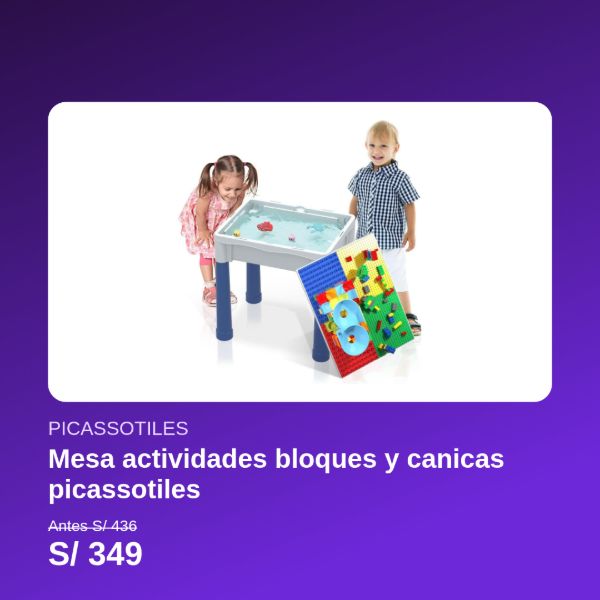 PICASSOTILES
Mesa actividades bloques y canicas
picassotiles
Antes S/ 436
S/ 349